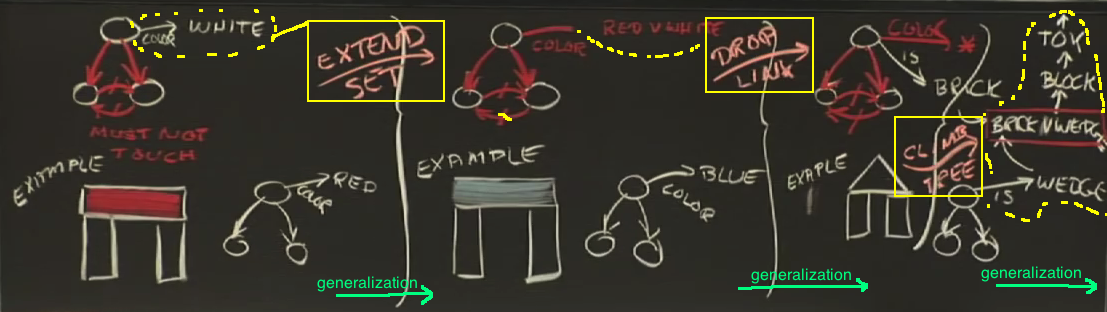 WHITE
COLOR
MUST NOT
TOUCH
EXAMPLE
RED
COLOR
EXTEND
SET
generalization
RED V WHITE
COLOR
EXAMPLE
BLUE
COLOR
DROP
LINK
generalization
COLOR *
IS
BRICK
EXAPLE
CLIMB
TREE
TOY
BLOCK
BRICK V WEDGE
WEDGE
IS
generalization